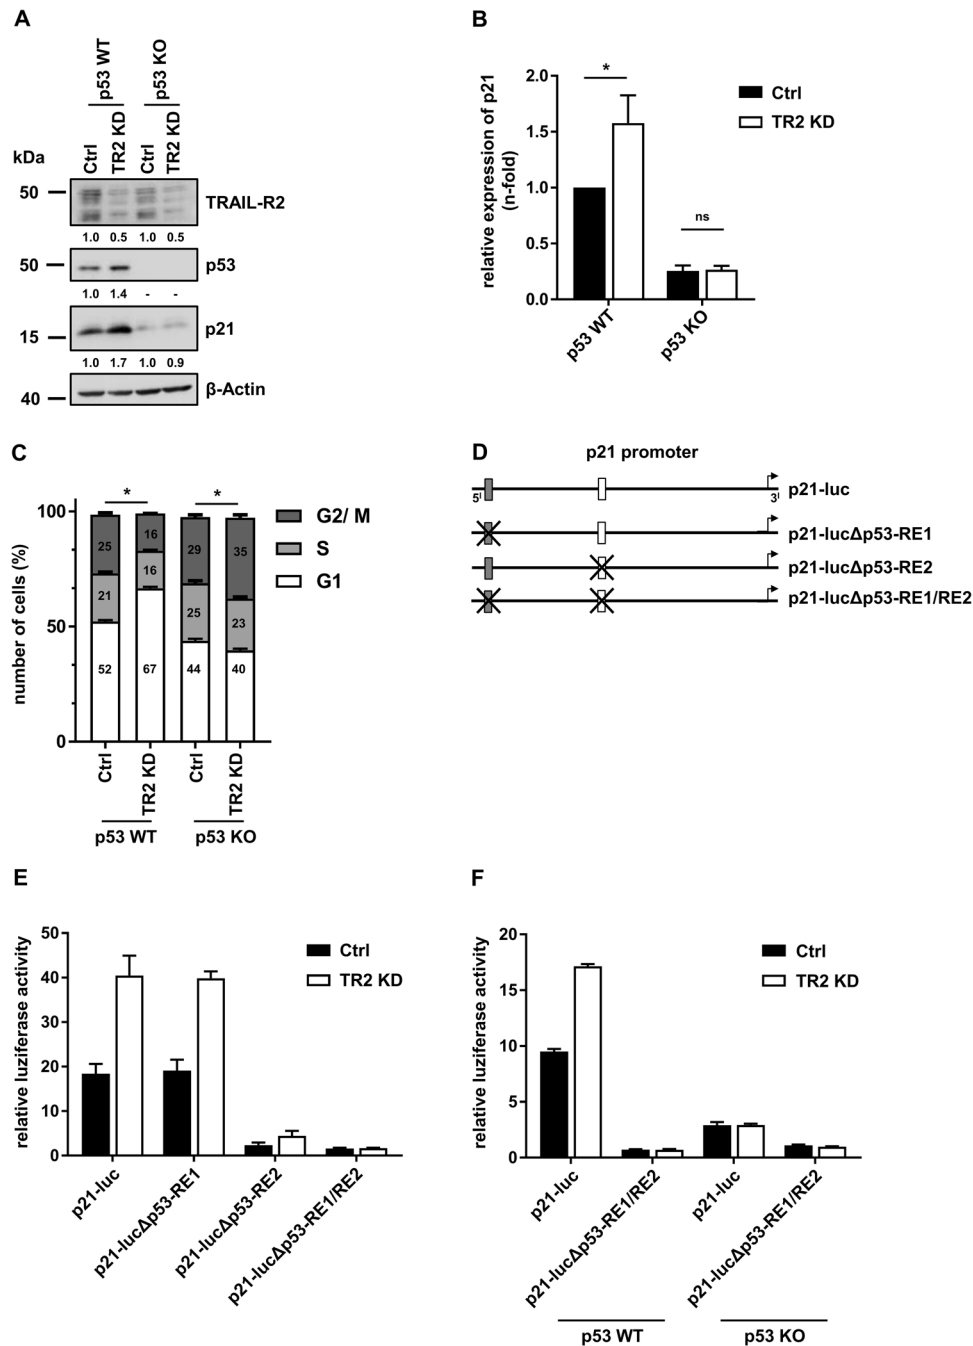 A
p53 WT
p53 KO
kDa
Ctrl
TR2 KD
Ctrl
TR2 KD
50
TRAIL-R2
1.0 0.5 1.0 0.5
50
p53
1.0 1.4 - -
15
p21
1.0 1.7 1.0 0.9
40
β-Actin
B
relative expression of p21
(n-fold)
2.0
1.5
1.0
0.5
0.0
*
ns
Ctrl
TR2 KD
p53 WT
p53 KO
C
number of cells (%)
100
50
0
*
*
25
21
52
16
16
67
29
25
44
35
23
40
G2/ M
S
G1
Ctrl
TR2 KD
Ctrl
TR2 KD
p53 WT
p53 KO
D
p21 promoter
5'
3'
p21-luc
p21-lucΔp53-RE1
p21-lucΔp53-RE2
p21-lucΔp53-RE1/RE2
E
relative luziferase activity
50
40
30
20
10
0
Ctrl
TR2 KD
p21-luc
p21-lucΔp53-RE1
p21-lucΔp53-RE2
p21-lucΔp53-RE1/RE2
F
relative luziferase activity
20
15
10
5
0
Ctrl
TR2 KD
p21-luc
p21-lucΔp53-RE1/RE2
p21-luc
p21-lucΔp53-RE1/RE2
p53 WT
p53 KO